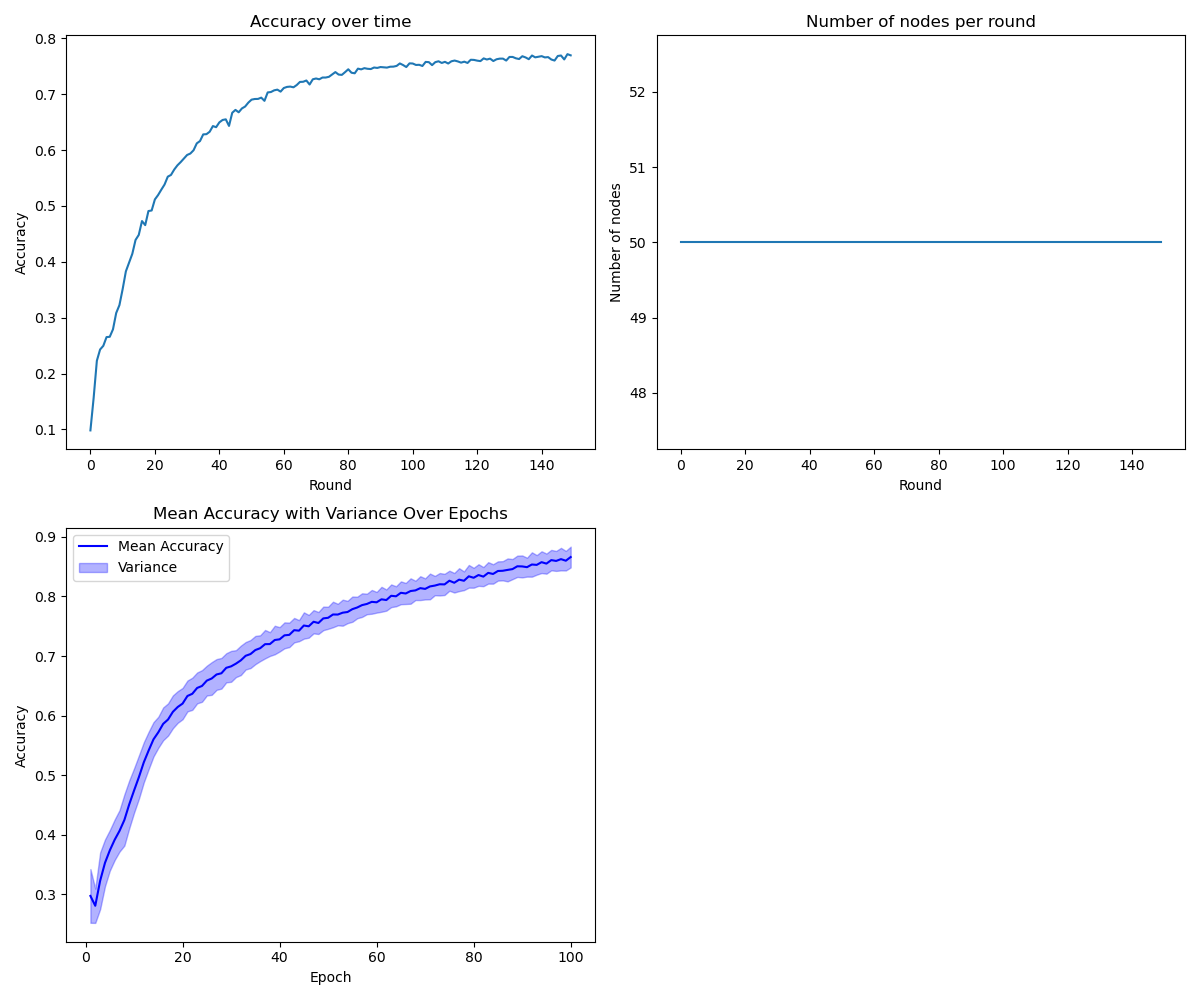 Accuracy over time
0.8
0.7
0.6
0.5
0.4
0.3
0.2
0.1
Accuracy
0 20 40 60 80 100 120 140
Round
Number of nodes per round
52
51
50
49
48
Number of nodes
0 20 40 60 80 100 120 140
Round
Mean Accuracy with Variance Over Epochs
Mean Accuracy
Variance
0.9
0.8
0.7
0.6
0.5
0.4
0.3
Accuracy
0 20 40 60 80 100
Epoch